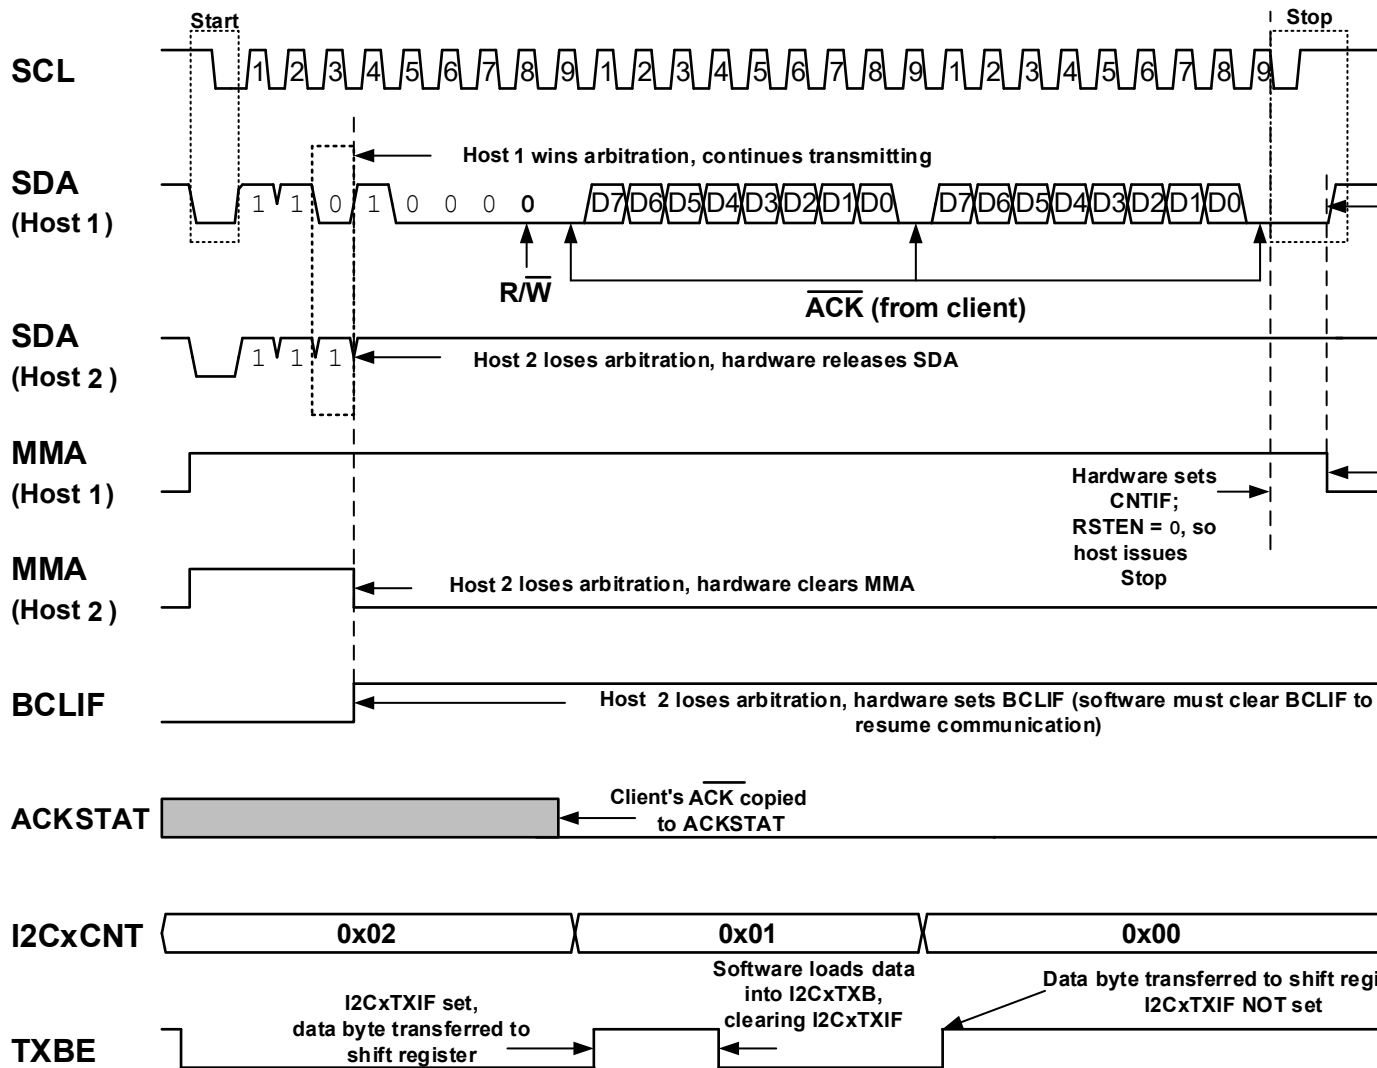 Start
Stop
SCL
1 2 3 4 5 6 7 8 9 1 2 3 4 5 6 7 8 9 1 2 3 4 5 6 7 8 9
Host 1 wins arbitration, continues transmitting
SDA
(Host 1)
1 1 0 1 0 0 0 0 D7 D6 D5 D4 D3 D2 D1 D0 D7 D6 D5 D4 D3 D2 D1 D0
R/W
ACK (from client)
SDA
(Host 2)
1 1 1
Host 2 loses arbitration, hardware releases SDA
MMA
(Host 1)
Hardware sets
CNTIF;
RSTEN = 0, so
host issues
Stop
MMA
(Host 2)
Host 2 loses arbitration, hardware clears MMA
BCLIF
Host 2 loses arbitration, hardware sets BCLIF (software must clear BCLIF to
resume communication)
ACKSTAT
Client's ACK copied
to ACKSTAT
I2CxCNT
0x02 0x01 0x00
TXBE
I2CxTXIF set,
data byte transferred to
shift register
Software loads data
into I2CxTXB,
clearing I2CxTXIF
Data byte transferred to shift regi
I2CxTXIF NOT set